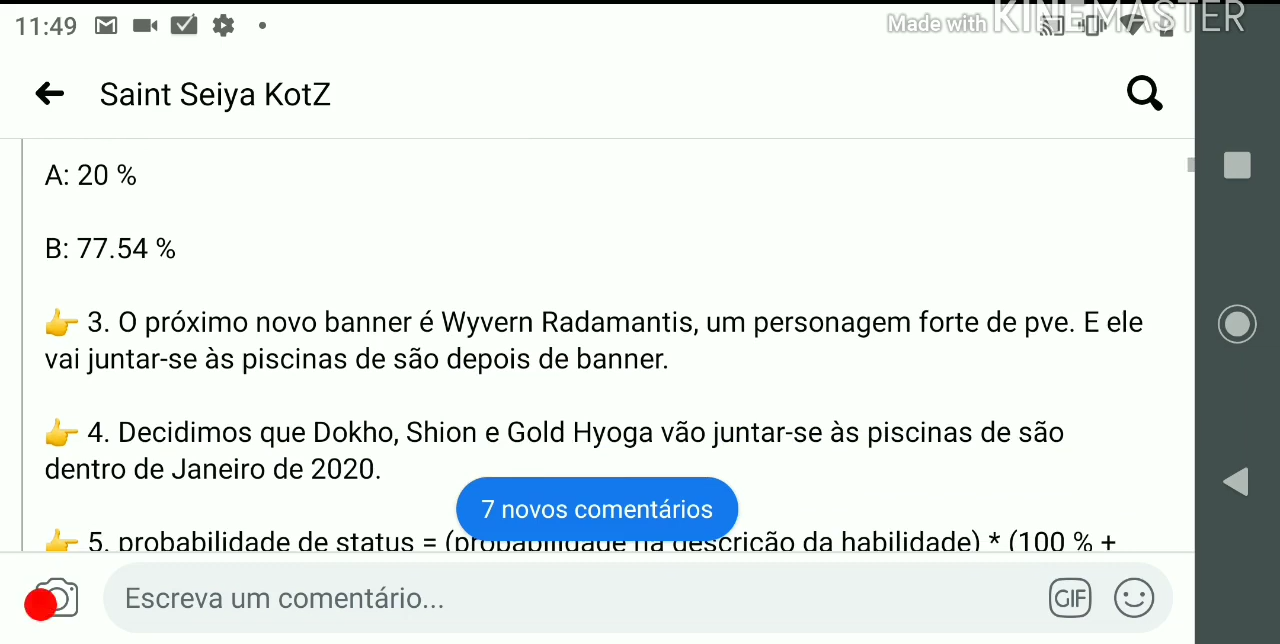 11:49
Made with KINEMASTER
Saint Seiya KotZ
A: 20 %
B: 77.54 %
👉 3. O próximo novo banner é Wyvern Radamantis, um personagem forte de pve. E ele
vai juntar-se às piscinas de são depois de banner.
👉 4. Decidimos que Dokho, Shion e Gold Hyoga vão juntar-se às piscinas de são
dentro de Janeiro de 2020.
7 novos comentários
👉 5. probabilidade de status = (probabilidade na descrição da habilidade) * (100 % +
Escreva um comentário...
GIF